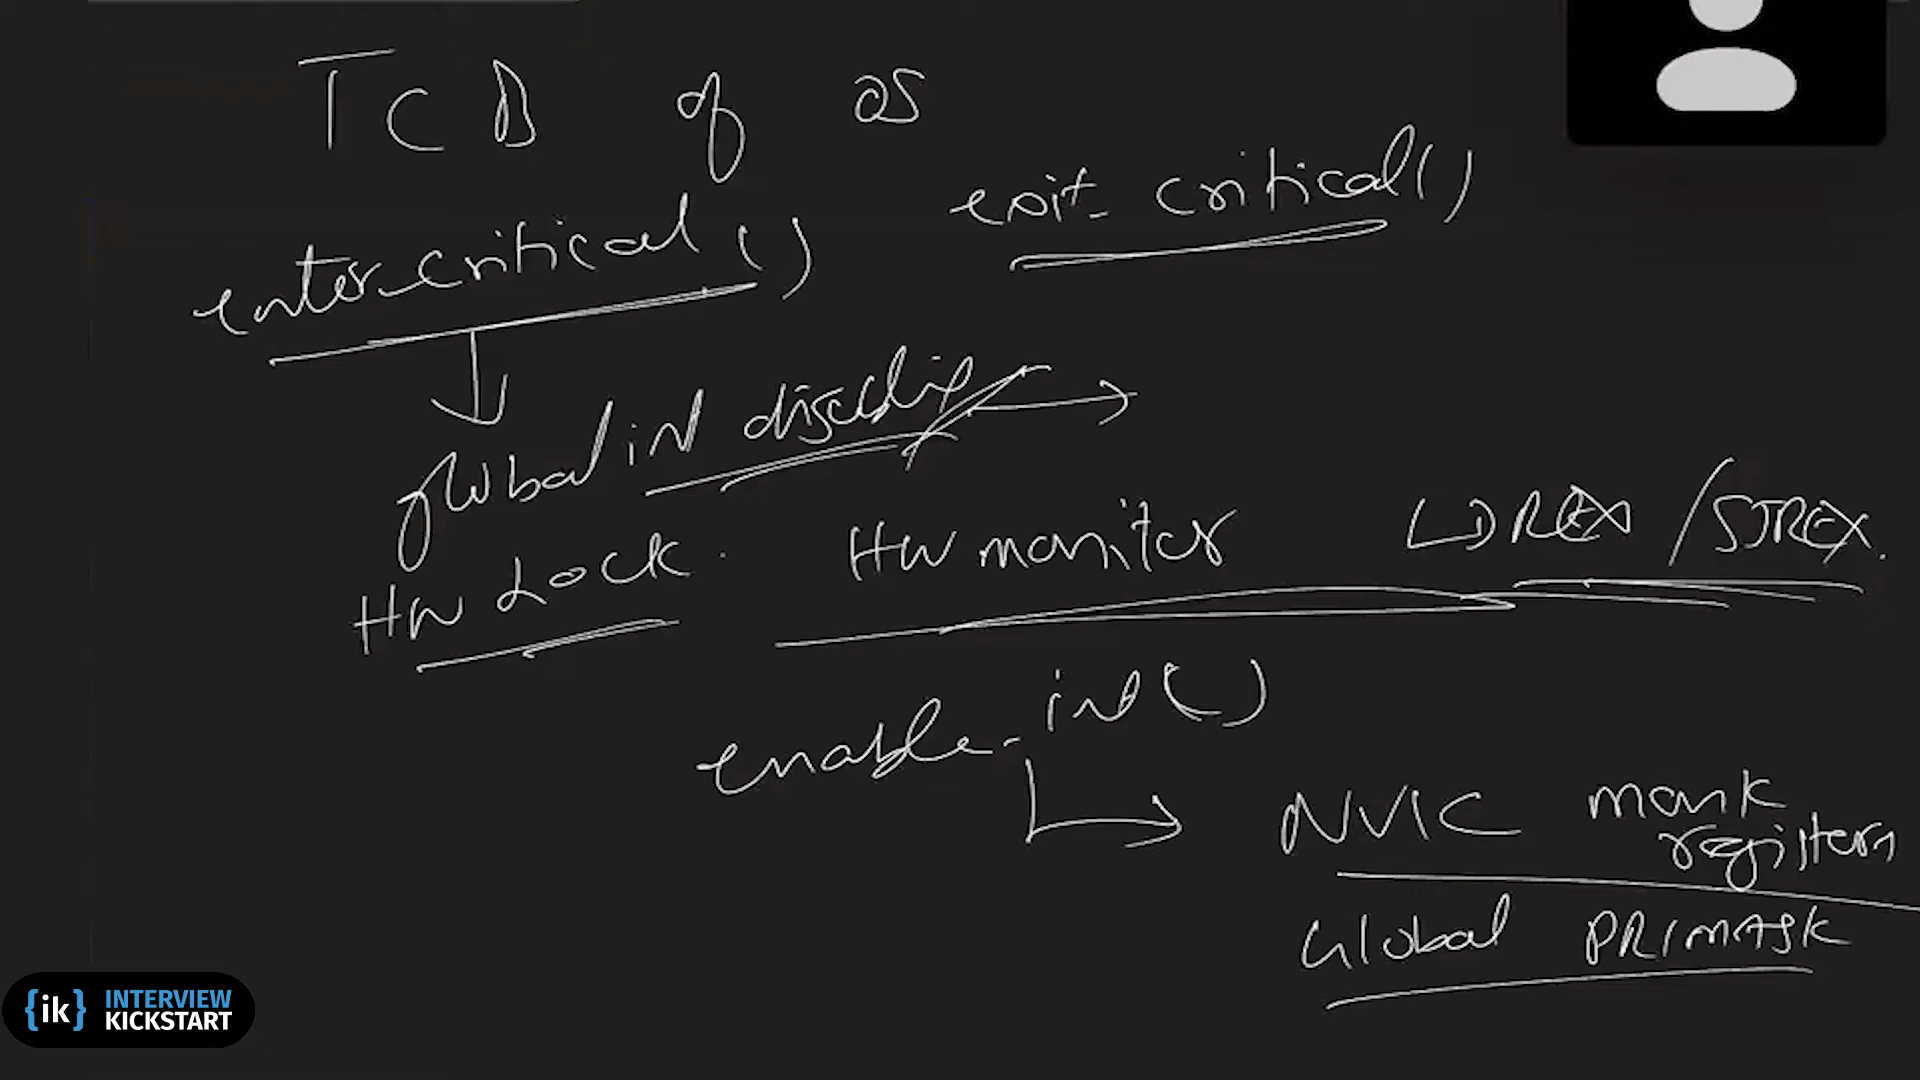 TCB of OS
exit_critical()
enter_critical()
global int
HW Lock.
HW monitor LDREX/STREX.
enable_int()
NVIC mask
registers
Global PRIMASK
{ik} INTERVIEW
KICKSTART